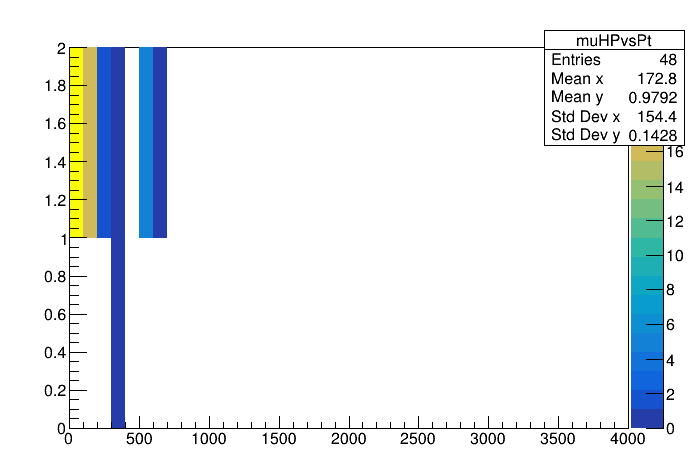 muHPvsPt
Entries 48
Mean x 172.8
Mean y 0.9792
Std Dev x 154.4
Std Dev y 0.1428
2
1.8
1.6
1.4
1.2
1
0.8
0.6
0.4
0.2
0
0 500 1000 1500 2000 2500 3000 3500 4000
16
14
12
10
8
6
4
2
0